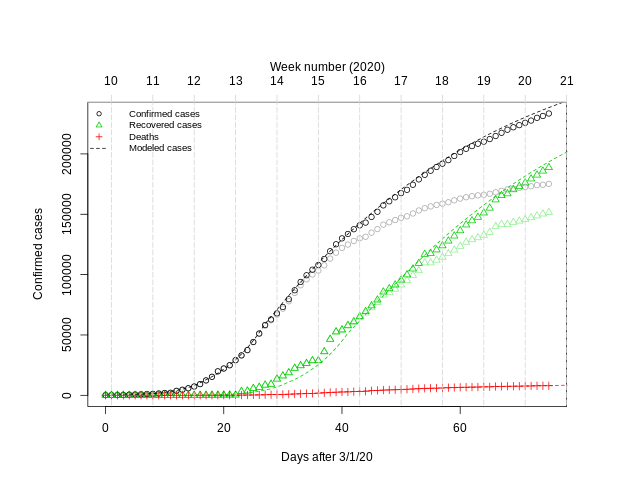 Week number (2020)
10 11 12 13 14 15 16 17 18 19 20 21
Confirmed cases
Recovered cases
Deaths
Modeled cases
Confirmed cases
0 50000 100000 150000 200000
0 20 40 60
Days after 3/1/20